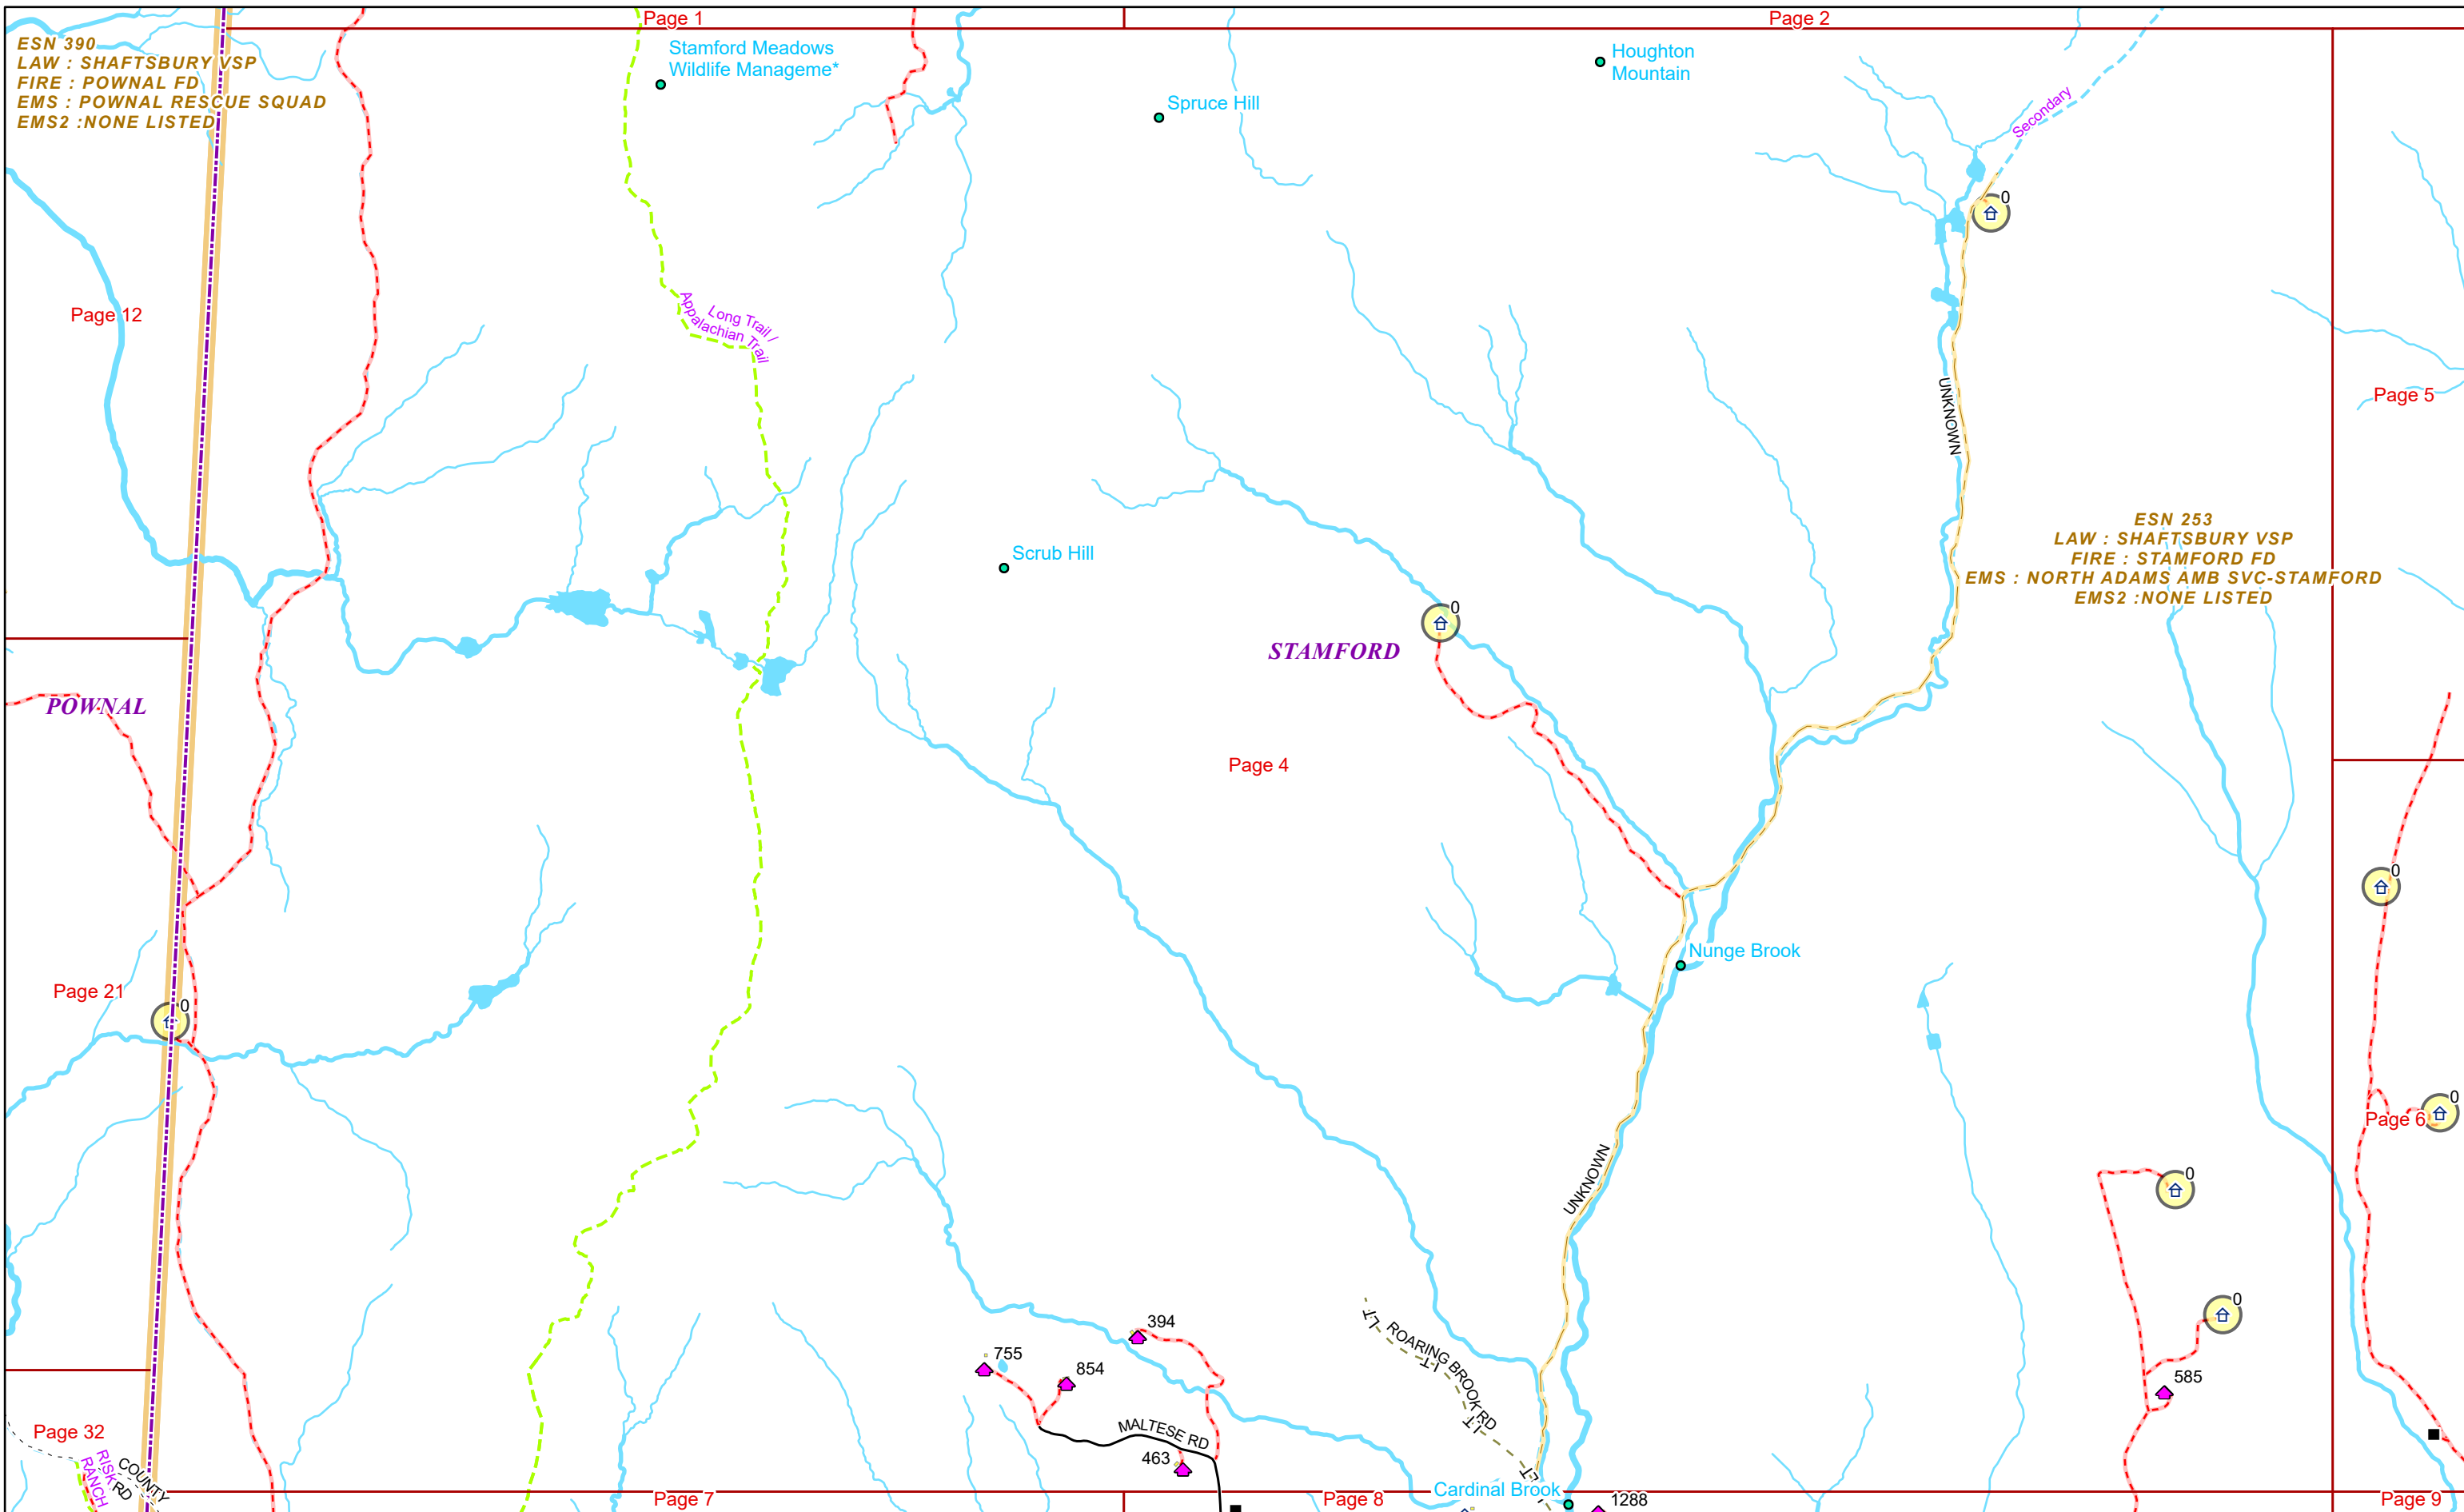 Page 1
Page 2
ESN 390
LAW : SHAFTSBURY VSP
FIRE : POWNAL FD
EMS : POWNAL RESCUE SQUAD
EMS2 :NONE LISTED
Stamford Meadows
Wildlife Manageme*
Houghton
Mountain
Spruce Hill
Secondary
0
Page 12
Long Trail /
Appalachian Trail
UNKNOWN
Page 5
ESN 253
LAW : SHAFTSBURY VSP
FIRE : STAMFORD FD
EMS : NORTH ADAMS AMB SVC-STAMFORD
EMS2 :NONE LISTED
Scrub Hill
0
STAMFORD
POWNAL
Page 4
0
Nunge Brook
Page 21
0
0
Page 6
UNKNOWN
0
0
394
755
854
ROARING BROOK RD
LT
LT
LT
LT
585
MALTESE RD
463
Page 32
RISK
RANCH
COUNTY
RD
Cardinal Brook
1288
Page 7
Page 8
Page 9